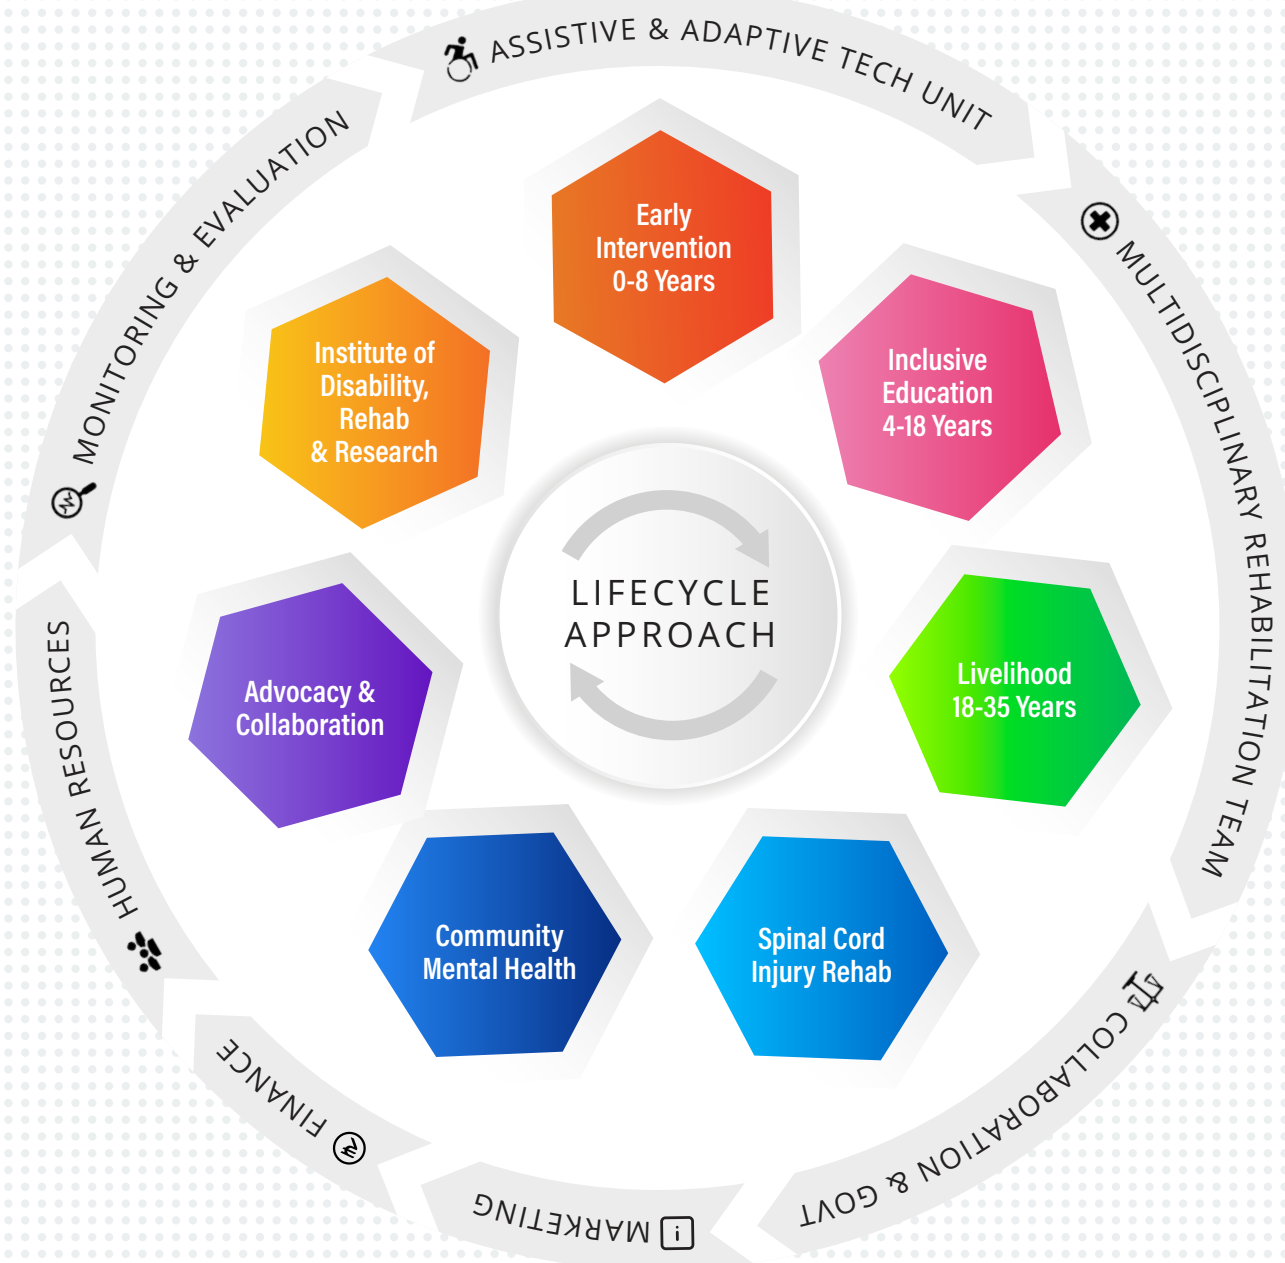 ASSISTIVE & ADAPTIVE TECH UNIT
MULTIDISCIPLINARY REHABILITATION TEAM
COLLABORATION & GOVT
i MARKETING
FINANCE
HUMAN RESOURCES
MONITORING & EVALUATION
Early
Intervention
0-8 Years
Inclusive
Education
4-18 Years
Livelihood
18-35 Years
Spinal Cord
Injury Rehab
Community
Mental Health
Advocacy &
Collaboration
Institute of
Disability,
Rehab
& Research
LIFECYCLE
APPROACH